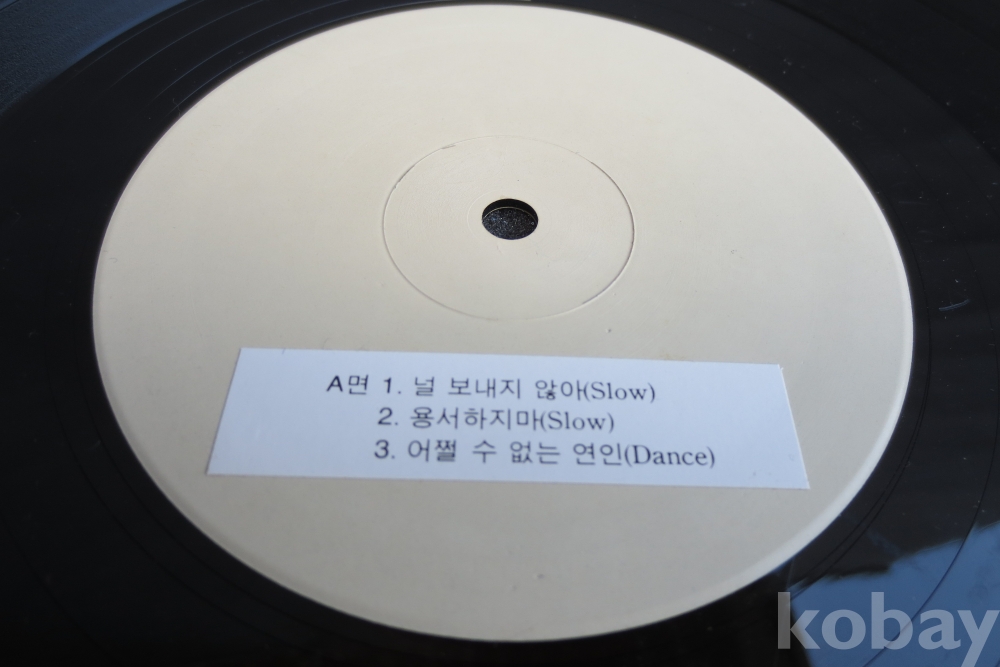 A면 1. 널 보내지 않아(Slow)
2. 용서하지마(Slow)
3. 어쩔 수 없는 연인(Dance)
kobay